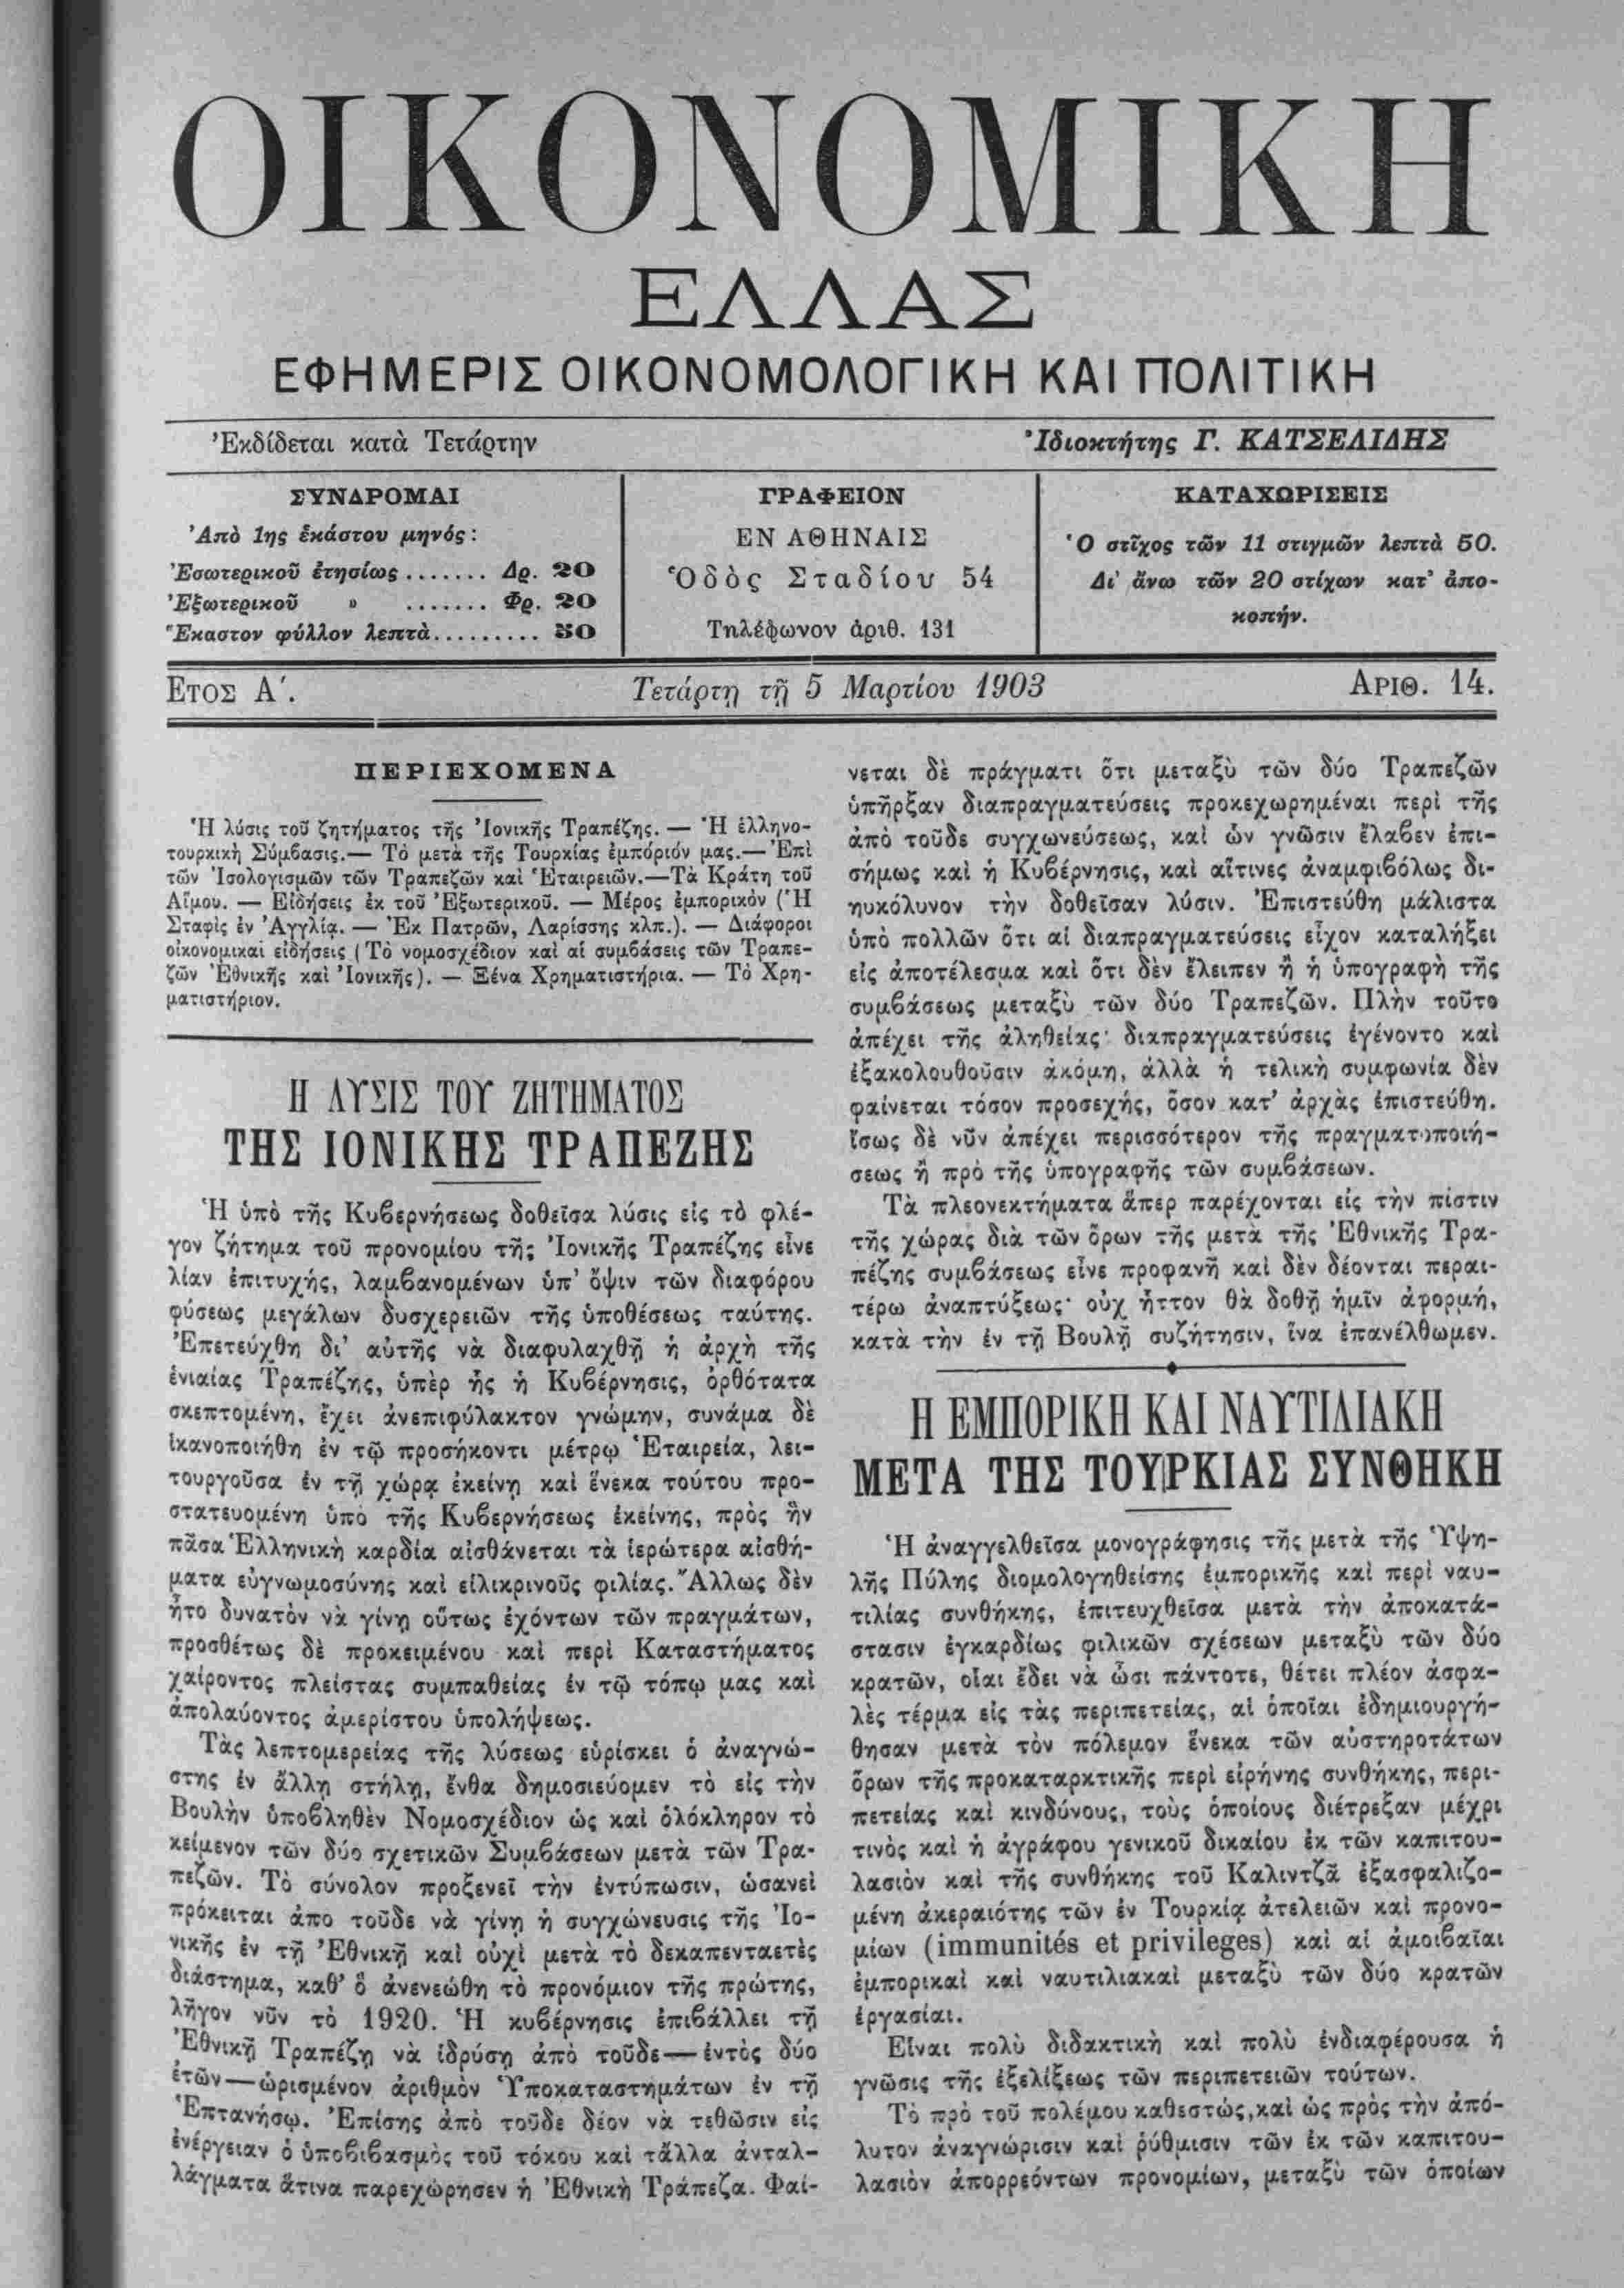 ΟΙΚΟΝΟΜΙΚΗ
ΕΛΛΑΣ
ΕΦΗΜΕΡΙΣ ΟΙΚΟΝΟΜΟΛΟΓΙΚΗ ΚΑΙ ΠΟΛΙΤΙΚΗ
Ἐκδίδεται κατὰ Τετάρτην
Ἰδιοκτήτης Γ. ΚΑΤΣΕΛΙΔΗΣ
ΣΥΝΔΡΟΜΑΙ
Ἀπὸ 1ης ἑκάστου μηνός:
Ἐσωτερικοῦ ἐτησίως ....... Δρ. 20
Ἐξωτερικοῦ » ....... Φρ. 20
Ἕκαστον φύλλον λεπτὰ.......... 50
ΓΡΑΦΕΙΟΝ
ΕΝ ΑΘΗΝΑΙΣ
Ὁδὸς Σταδίου 54
Τηλέφωνον ἀριθ. 131
ΚΑΤΑΧΩΡΙΣΕΙΣ
Ὁ στῖχος τῶν 11 στιγμῶν λεπτὰ 50.
Δι' ἄνω τῶν 20 στίχων κατ' ἀπο-
κοπήν.
ΕΤΟΣ Α΄.
Τετάρτῃ τῇ 5 Μαρτίου 1903
ΑΡΙΘ. 14.
ΠΕΡΙΕΧΟΜΕΝΑ
Ἡ λύσις τοῦ ζητήματος τῆς Ἰονικῆς Τραπέζης. — Ἡ ἑλληνο-
τουρκικὴ Σύμβασις.— Τὸ μετὰ τῆς Τουρκίας ἐμπόριόν μας.— Ἐπὶ
τῶν Ἰσολογισμῶν τῶν Τραπεζῶν καὶ Ἑταιρειῶν.—Τὰ Κράτη τοῦ
Αἵμου. — Εἰδήσεις ἐκ τοῦ Ἐξωτερικοῦ. — Μέρος ἐμπορικὸν (Ἡ
Σταφὶς ἐν Ἀγγλίᾳ. — Ἐκ Πατρῶν, Λαρίσσης κλπ.). — Διάφοροι
οἰκονομικαὶ εἰδήσεις (Τὸ νομοσχέδιον καὶ αἱ συμβάσεις τῶν Τραπε-
ζῶν Ἐθνικῆς καὶ Ἰονικῆς). — Ξένα Χρηματιστήρια. — Τὸ Χρη-
ματιστήριον.
Η ΛΥΣΙΣ ΤΟΥ ΖΗΤΗΜΑΤΟΣ
ΤΗΣ ΙΟΝΙΚΗΣ ΤΡΑΠΕΖΗΣ
Ἡ ὑπὸ τῆς Κυβερνήσεως δοθεῖσα λύσις εἰς τὸ φλέ-
γον ζήτημα τοῦ προνομίου τῆς Ἰονικῆς Τραπέζης εἶνε
λίαν ἐπιτυχής, λαμβανομένων ὑπ' ὄψιν τῶν διαφόρου
φύσεως μεγάλων δυσχερειῶν τῆς ὑποθέσεως ταύτης.
Ἐπετεύχθη δι' αὐτῆς νὰ διαφυλαχθῇ ἡ ἀρχὴ τῆς
ἑνιαίας Τραπέζης, ὑπὲρ ἧς ἡ Κυβέρνησις, ὀρθότατα
σκεπτομένη, ἔχει ἀνεπιφύλακτον γνώμην, συνάμα δὲ
ἱκανοποιήθη ἐν τῷ προσήκοντι μέτρῳ Ἑταιρεία, λει-
τουργοῦσα ἐν τῇ χώρᾳ ἐκείνῃ καὶ ἕνεκα τούτου προ-
στατευομένη ὑπὸ τῆς Κυβερνήσεως ἐκείνης, πρὸς ἣν
πᾶσα Ἑλληνικὴ καρδία αἰσθάνεται τὰ ἱερώτερα αἰσθή-
ματα εὐγνωμοσύνης καὶ εἰλικρινοῦς φιλίας. Ἄλλως δὲν
ἦτο δυνατὸν νὰ γίνῃ οὕτως ἐχόντων τῶν πραγμάτων,
προσθέτως δὲ προκειμένου καὶ περὶ Καταστήματος
χαίροντος πλείστας συμπαθείας ἐν τῷ τόπῳ μας καὶ
ἀπολαύοντος ἀμερίστου ὑπολήψεως.
Τὰς λεπτομερείας τῆς λύσεως εὑρίσκει ὁ ἀναγνώ-
στης ἐν ἄλλῃ στήλῃ, ἔνθα δημοσιεύομεν τὸ εἰς τὴν
Βουλὴν ὑποβληθὲν Νομοσχέδιον ὡς καὶ ὁλόκληρον τὸ
κείμενον τῶν δύο σχετικῶν Συμβάσεων μετὰ τῶν Τρα-
πεζῶν. Τὸ σύνολον προξενεῖ τὴν ἐντύπωσιν, ὡσανεὶ
πρόκειται ἀπο τοῦδε νὰ γίνῃ ἡ συγχώνευσις τῆς Ἰο-
νικῆς ἐν τῇ Ἐθνικῇ καὶ οὐχὶ μετὰ τὸ δεκαπενταετὲς
διάστημα, καθ' ὃ ἀνενεώθη τὸ προνόμιον τῆς πρώτης,
λῆγον νῦν τὸ 1920. Ἡ κυβέρνησις ἐπιβάλλει τῇ
Ἐθνικῇ Τραπέζῃ νὰ ἱδρύσῃ ἀπὸ τοῦδε—ἐντὸς δύο
ἐτῶν—ὡρισμένον ἀριθμὸν Ὑποκαταστημάτων ἐν τῇ
Ἑπτανήσῳ. Ἐπίσης ἀπὸ τοῦδε δέον νὰ τεθῶσιν εἰς
ἐνέργειαν ὁ ὑποβιβασμὸς τοῦ τόκου καὶ τἄλλα ἀνταλ-
λάγματα ἅτινα παρεχώρησεν ἡ Ἐθνικὴ Τράπεζα. Φαί-
νεται δὲ πράγματι ὅτι μεταξὺ τῶν δύο Τραπεζῶν
ὑπῆρξαν διαπραγματεύσεις προκεχωρημέναι περὶ τῆς
ἀπὸ τοῦδε συγχωνεύσεως, καὶ ὧν γνῶσιν ἔλαβεν ἐπι-
σήμως καὶ ἡ Κυβέρνησις, καὶ αἵτινες ἀναμφιβόλως δι-
ηυκόλυνον τὴν δοθεῖσαν λύσιν. Ἐπιστεύθη μάλιστα
ὑπὸ πολλῶν ὅτι αἱ διαπραγματεύσεις εἶχον καταλήξει
εἰς ἀποτέλεσμα καὶ ὅτι δὲν ἔλειπεν ἢ ἡ ὑπογραφὴ τῆς
συμβάσεως μεταξὺ τῶν δύο Τραπεζῶν. Πλὴν τοῦτο
ἀπέχει τῆς ἀληθείας· διαπραγματεύσεις ἐγένοντο καὶ
ἐξακολουθοῦσιν ἀκόμη, ἀλλὰ ἡ τελικὴ συμφωνία δὲν
φαίνεται τόσον προσεχής, ὅσον κατ' ἀρχὰς ἐπιστεύθη.
ἴσως δὲ νῦν ἀπέχει περισσότερον τῆς πραγματοποιή-
σεως ἢ πρὸ τῆς ὑπογραφῆς τῶν συμβάσεων.
Τὰ πλεονεκτήματα ἅπερ παρέχονται εἰς τὴν πίστιν
τῆς χώρας διὰ τῶν ὅρων τῆς μετὰ τῆς Ἐθνικῆς Τρα-
πέζης συμβάσεως εἶνε προφανῆ καὶ δὲν δέονται περαι-
τέρω ἀναπτύξεως· οὐχ ἧττον θὰ δοθῇ ἡμῖν ἀφορμή,
κατὰ τὴν ἐν τῇ Βουλῇ συζήτησιν, ἵνα ἐπανέλθωμεν.
Η ΕΜΠΟΡΙΚΗ ΚΑΙ ΝΑΥΤΙΛΙΑΚΗ
ΜΕΤΑ ΤΗΣ ΤΟΥΡΚΙΑΣ ΣΥΝΘΗΚΗ
Ἡ ἀναγγελθεῖσα μονογράφησις τῆς μετὰ τῆς Ὑψη-
λῆς Πύλης διομολογηθείσης ἐμπορικῆς καὶ περὶ ναυ-
τιλίας συνθήκης, ἐπιτευχθεῖσα μετὰ τὴν ἀποκατά-
στασιν ἐγκαρδίως φιλικῶν σχέσεων μεταξὺ τῶν δύο
κρατῶν, οἷαι ἔδει νὰ ὦσι πάντοτε, θέτει πλέον ἀσφα-
λὲς τέρμα εἰς τὰς περιπετείας, αἱ ὁποῖαι ἐδημιουργή-
θησαν μετὰ τὸν πόλεμον ἕνεκα τῶν αὐστηροτάτων
ὅρων τῆς προκαταρκτικῆς περὶ εἰρήνης συνθήκης, περι-
πετείας καὶ κινδύνους, τοὺς ὁποίους διέτρεξαν μέχρι
τινὸς καὶ ἡ ἀγράφου γενικοῦ δικαίου ἐκ τῶν καπιτου-
λασιὸν καὶ τῆς συνθήκης τοῦ Καλιντζᾶ ἐξασφαλιζο-
μένη ἀκεραιότης τῶν ἐν Τουρκίᾳ ἀτελειῶν καὶ προνο-
μίων (immunités et privileges) καὶ αἱ ἀμοιβαῖαι
ἐμπορικαὶ καὶ ναυτιλιακαὶ μεταξὺ τῶν δύο κρατῶν
ἐργασίαι.
Εἶναι πολὺ διδακτικὴ καὶ πολὺ ἐνδιαφέρουσα ἡ
γνῶσις τῆς ἐξελίξεως τῶν περιπετειῶν τούτων.
Τὸ πρὸ τοῦ πολέμου καθεστώς, καὶ ὡς πρὸς τὴν ἀπό-
λυτον ἀναγνώρισιν καὶ ῥύθμισιν τῶν ἐκ τῶν καπιτου-
λασιὸν ἀπορρεόντων προνομίων, μεταξὺ τῶν ὁποίων